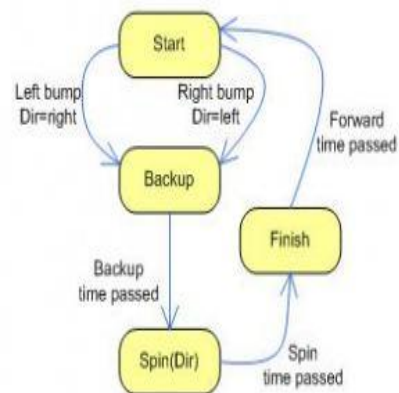 Start
Left bump
Dir=right
Right bump
Dir=left
Forward
time passed
Backup
Finish
Backup
time passed
Spin(Dir)
Spin
time passed